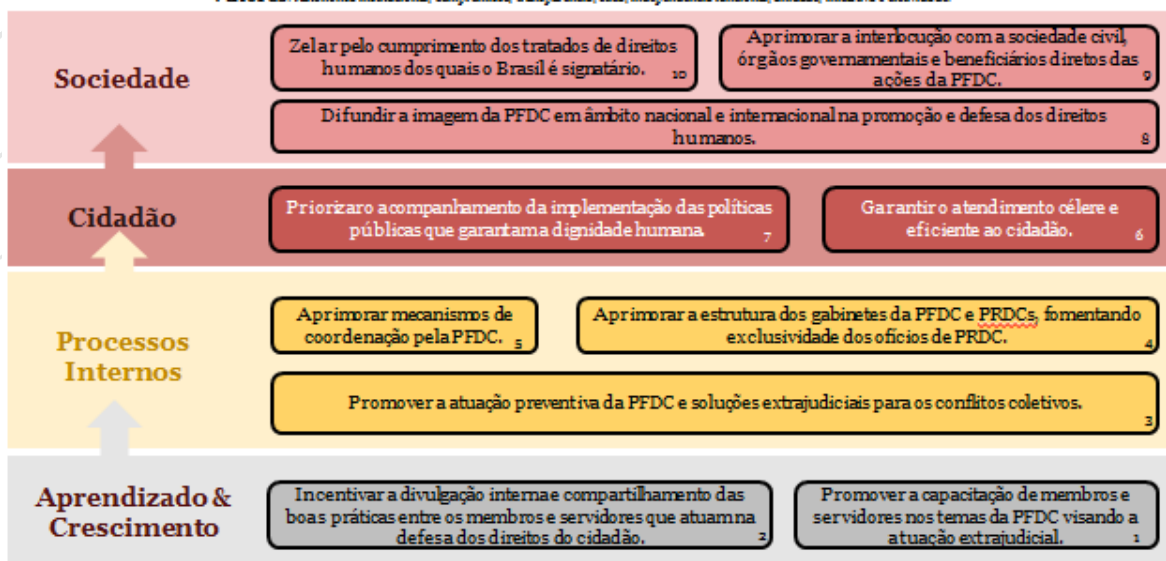 Sociedade
Zelar pelo cumprimento dos tratados de direitos
humanos dos quais o Brasil é signatário. 10
Aprimorar a interlocução com a sociedade civil,
órgãos governamentais e beneficiários diretos das
ações da PFDC. 9
Difundir a imagem da PFDC em âmbito nacional e internacional na promoção e defesa dos direitos
humanos. 8
Cidadão
Priorizar o acompanhamento da implementação das políticas
públicas que garantam a dignidade humana. 7
Garantir o atendimento célere e
eficiente ao cidadão. 6
Processos
Internos
Aprimorar mecanismos de
coordenação pela PFDC. 5
Aprimorar a estrutura dos gabinetes da PFDC e PRDCs, fomentando
exclusividade dos ofícios de PRDC. 4
Promover a atuação preventiva da PFDC e soluções extrajudiciais para os conflitos coletivos.
3
Aprendizado &
Crescimento
Incentivar a divulgação interna e compartilhamento das
boas práticas entre os membros e servidores que atuam na
defesa dos direitos do cidadão. 2
Promover a capacitação de membros e
servidores nos temas da PFDC visando a
atuação extrajudicial. 1